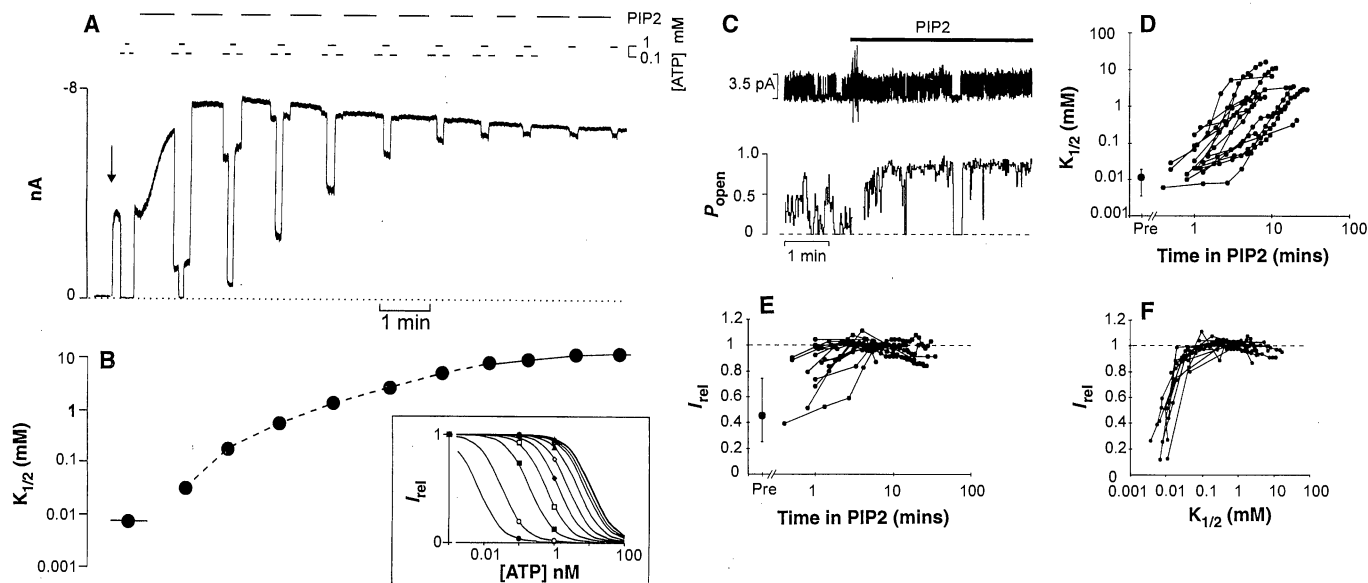 A
PIP2
1
0.1
[ATP] mM
-8
nA
0
1 min
B
10
1
0.1
0.01
0.001
K1/2 (mM)
1
Irel
0
0.01
1
100
[ATP] nM
C
PIP2
3.5 pA
1.0
0.5
0
Popen
1 min
D
100
10
1
0.1
0.01
0.001
K1/2 (mM)
Pre
1
10
100
Time in PIP2 (mins)
E
1.2
1
0.8
0.6
0.4
0.2
0
Irel
Pre
1
10
100
Time in PIP2 (mins)
F
1.2
1
0.8
0.6
0.4
0.2
0
Irel
0.001
0.01
0.1
1
10
100
K1/2 (mM)